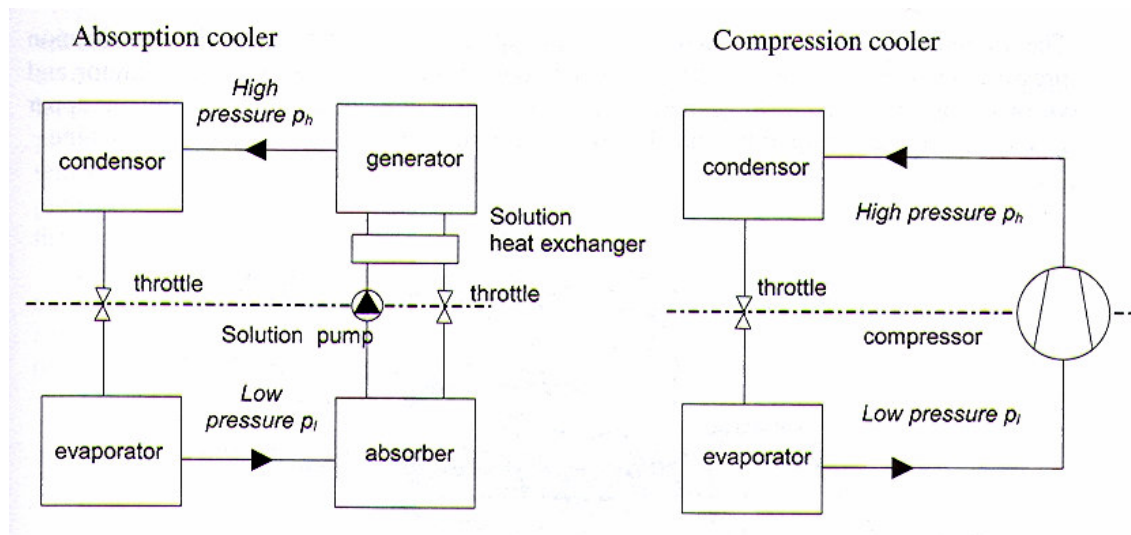 Absorption cooler
High
pressure pₕ
condensor
generator
Solution
heat exchanger
throttle
throttle
Solution pump
Low
pressure pₗ
evaporator
absorber
Compression cooler
condensor
High pressure pₕ
throttle
compressor
Low pressure pₗ
evaporator